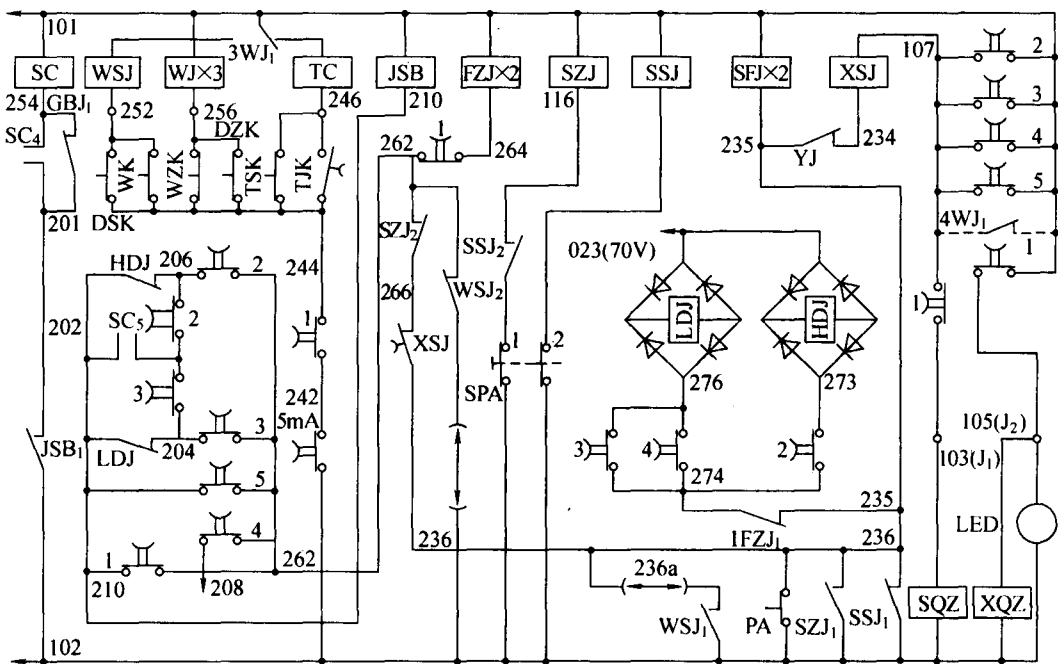 101
3WJ₁
SC
WSJ
WJ×3
TC
JSB
FZJ×2
SZJ
SSJ
SFJ×2
XSJ
107
2
254
GBJ₁
252
256
246
210
116
3
SC₄
DZK
262
1
264
235
YJ
234
4
WK
WZK
TSK
TJK
5
201
DSK
SZJ₂
SSJ₂
023(70V)
4WJ₁
1
HDJ
206
2
244
266
WSJ₂
LDJ
HDJ
1
202
SC₅
2
1
XSJ
1
2
3
242
SPA
276
273
5mA
JSB₁
LDJ
204
3
3
4
2
105(J₂)
103(J₁)
5
274
235
LED
4
236
1FZJ₁
236
1
262
210
208
236a
WSJ₁
PA
SZJ₁
SSJ₁
SQZ
XQZ
102